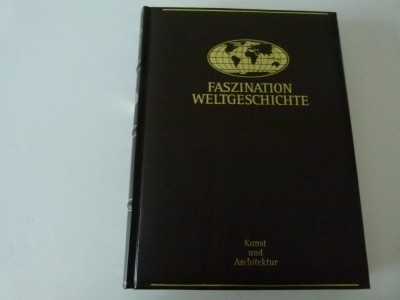 FASZINATION
WELTGESCHICHTE
Kunst
und
Architektur